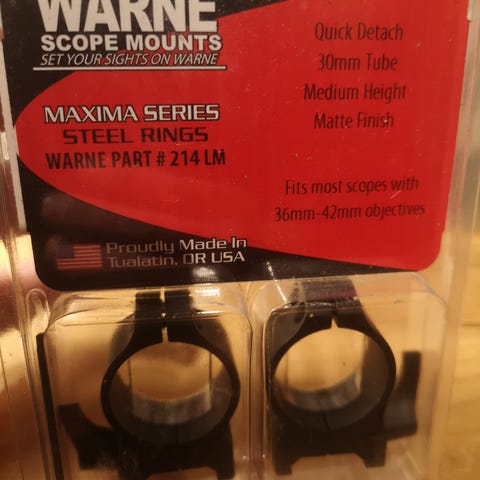 WARNE
SCOPE MOUNTS
SET YOUR SIGHTS ON WARNE
MAXIMA SERIES
STEEL RINGS
WARNE PART # 214 LM
Proudly Made In
Tualatin, OR USA
Quick Detach
30mm Tube
Medium Height
Matte Finish
Fits most scopes with
36mm-42mm objectives